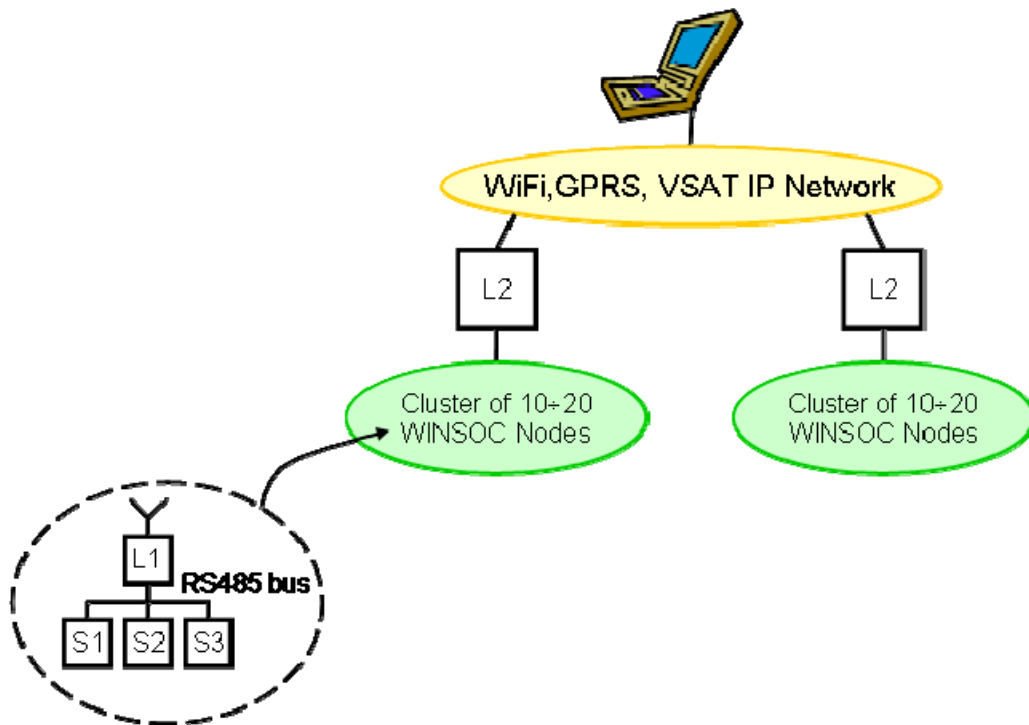 WiFi,GPRS, VSAT IP Network
L2
L2
Cluster of 10÷20
WINSOC Nodes
Cluster of 10÷20
WINSOC Nodes
L1
RS485 bus
S1
S2
S3